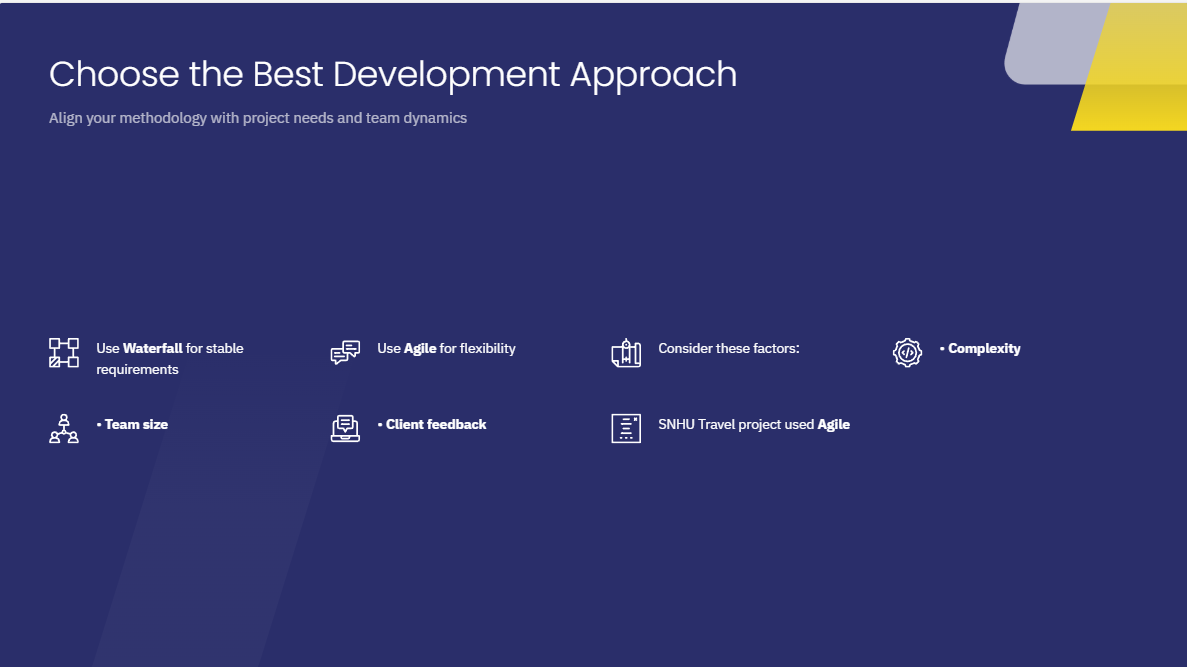 Choose the Best Development Approach
Align your methodology with project needs and team dynamics
Use Waterfall for stable
requirements
Use Agile for flexibility
Consider these factors:
• Complexity
• Team size
• Client feedback
SNHU Travel project used Agile